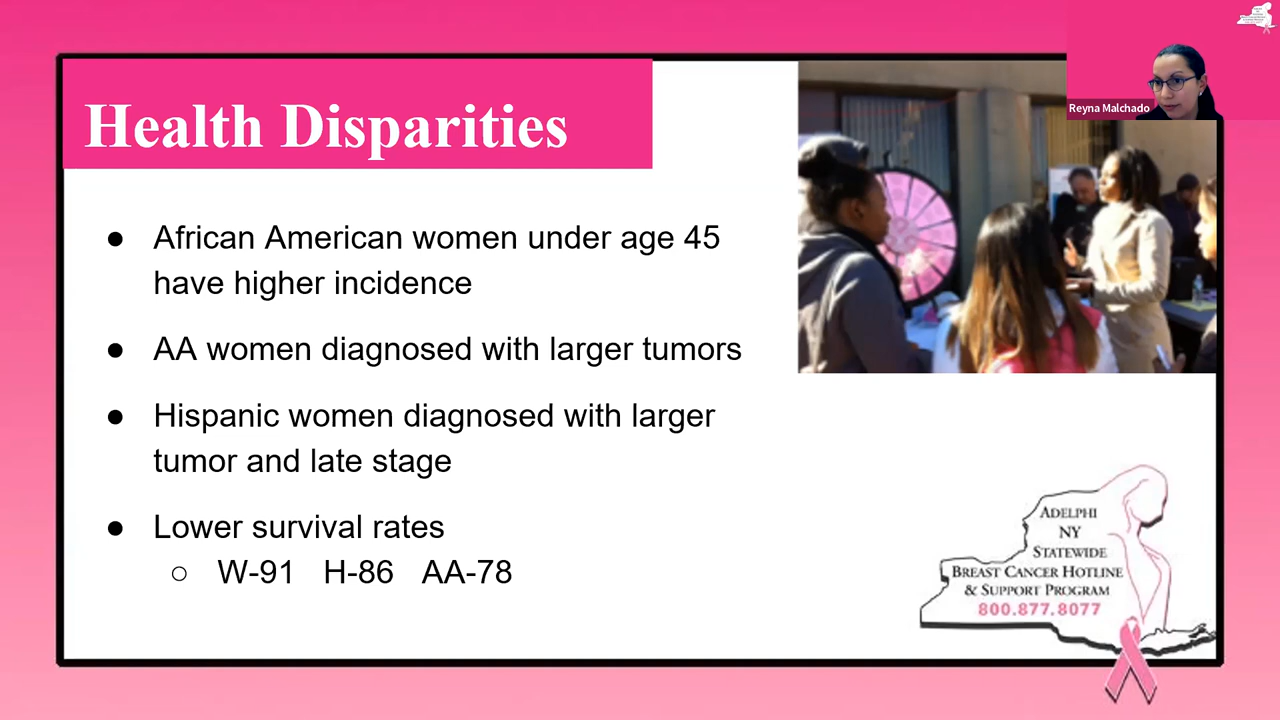 Health Disparities
Reyna Malchado
● African American women under age 45
have higher incidence
● AA women diagnosed with larger tumors
● Hispanic women diagnosed with larger
tumor and late stage
● Lower survival rates
○ W-91 H-86 AA-78
ADELPHI
NY
STATEWIDE
BREAST CANCER HOTLINE
& SUPPORT PROGRAM
800.877.8077